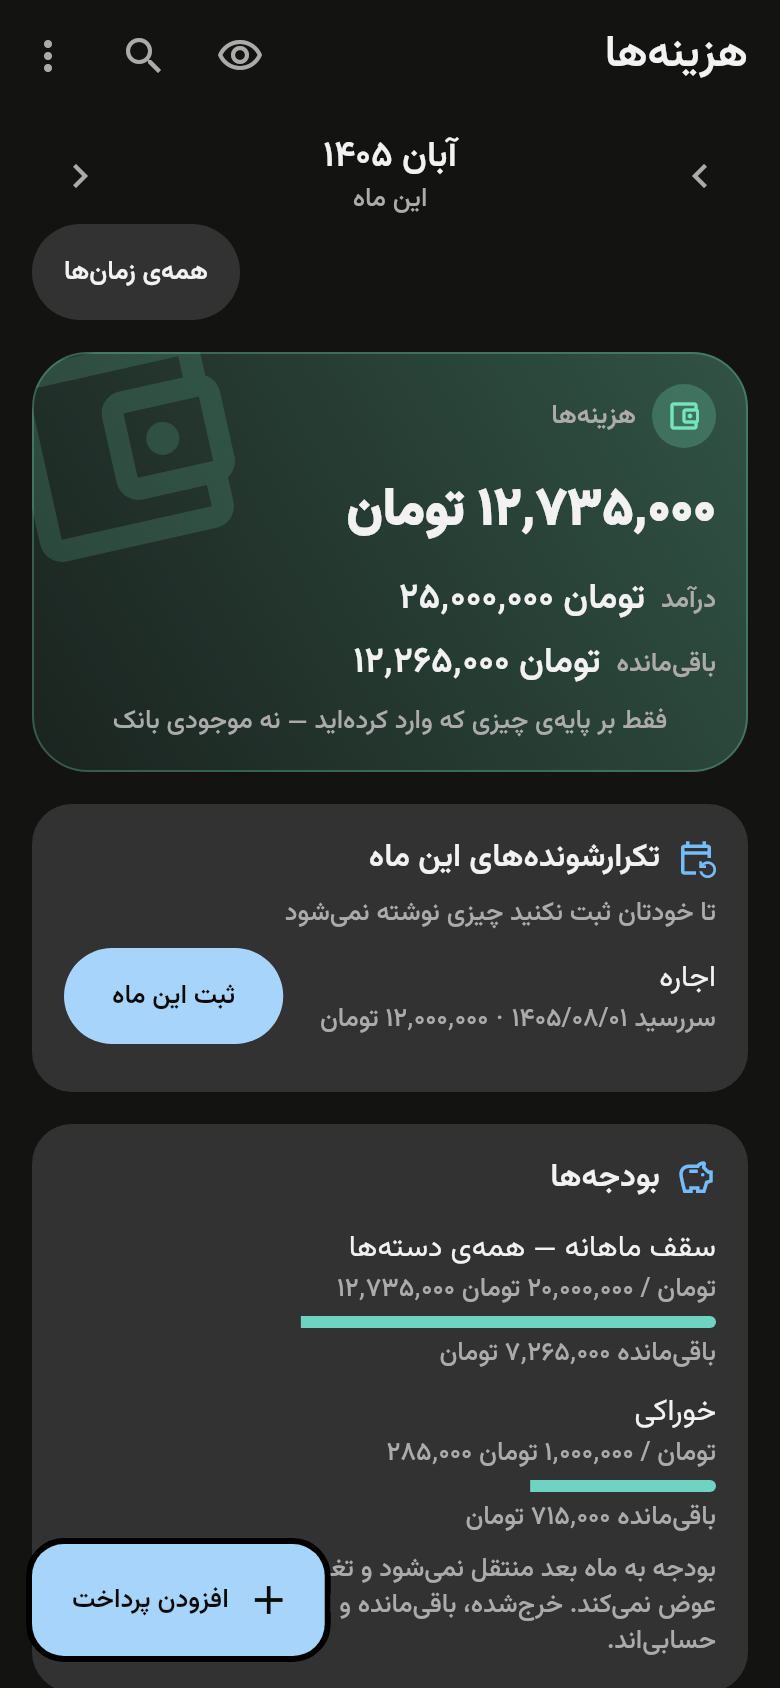 هزینه‌ها
آبان ۱۴۰۵
این ماه
همه‌ی زمان‌ها
هزینه‌ها
۱۲,۷۳۵,۰۰۰ تومان
درآمد ۲۵,۰۰۰,۰۰۰ تومان
باقی‌مانده ۱۲,۲۶۵,۰۰۰ تومان
فقط بر پایه‌ی چیزی که وارد کرده‌اید — نه موجودی بانک
تکرارشونده‌های این ماه
تا خودتان ثبت نکنید چیزی نوشته نمی‌شود
اجاره
سررسید ۱۴۰۵/۰۸/۰۱ · ۱۲,۰۰۰,۰۰۰ تومان
ثبت این ماه
بودجه‌ها
سقف ماهانه — همه‌ی دسته‌ها
تومان / ۲۰,۰۰۰,۰۰۰ تومان ۱۲,۷۳۵,۰۰۰
باقی‌مانده ۷,۲۶۵,۰۰۰ تومان
خوراکی
تومان / ۱,۰۰۰,۰۰۰ تومان ۲۸۵,۰۰۰
باقی‌مانده ۷۱۵,۰۰۰ تومان
بودجه به ماه بعد منتقل نمی‌شود و
عوض نمی‌کند. خرج‌شده، باقی‌مانده و
حسابی‌اند.
افزودن پرداخت